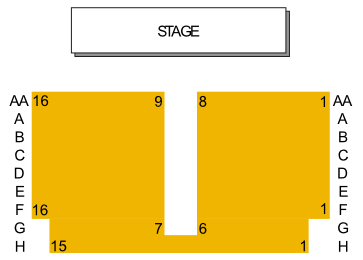 STAGE
AA 16 9 8 1 AA
A A
B B
C C
D D
E E
F 16 1 F
G 7 6 G
H 15 1 H